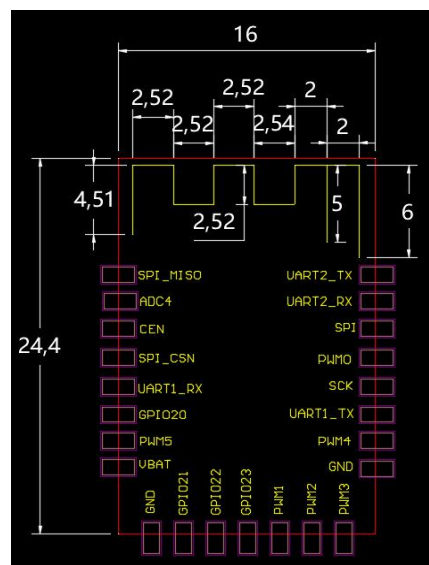 16
2,52
2,52
2
2,52
2,54
2
4,51
2,52
5
6
SPI_MISO
UART2_TX
ADC4
UART2_RX
CEN
SPI
24,4
SPI_CSN
PWM0
UART1_RX
SCK
GPIO20
UART1_TX
PWM5
PWM4
VBAT
GND
GND
GPIO21
GPIO22
GPIO23
PWM1
PWM2
PWM3